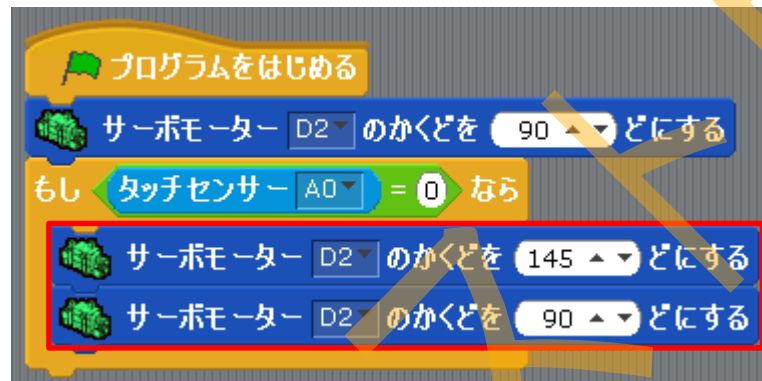 プログラムをはじめる
サーボモーター D2 のかくどを 90 どにする
もし タッチセンサー A0 = 0 なら
サーボモーター D2 のかくどを 145 どにする
サーボモーター D2 のかくどを 90 どにする